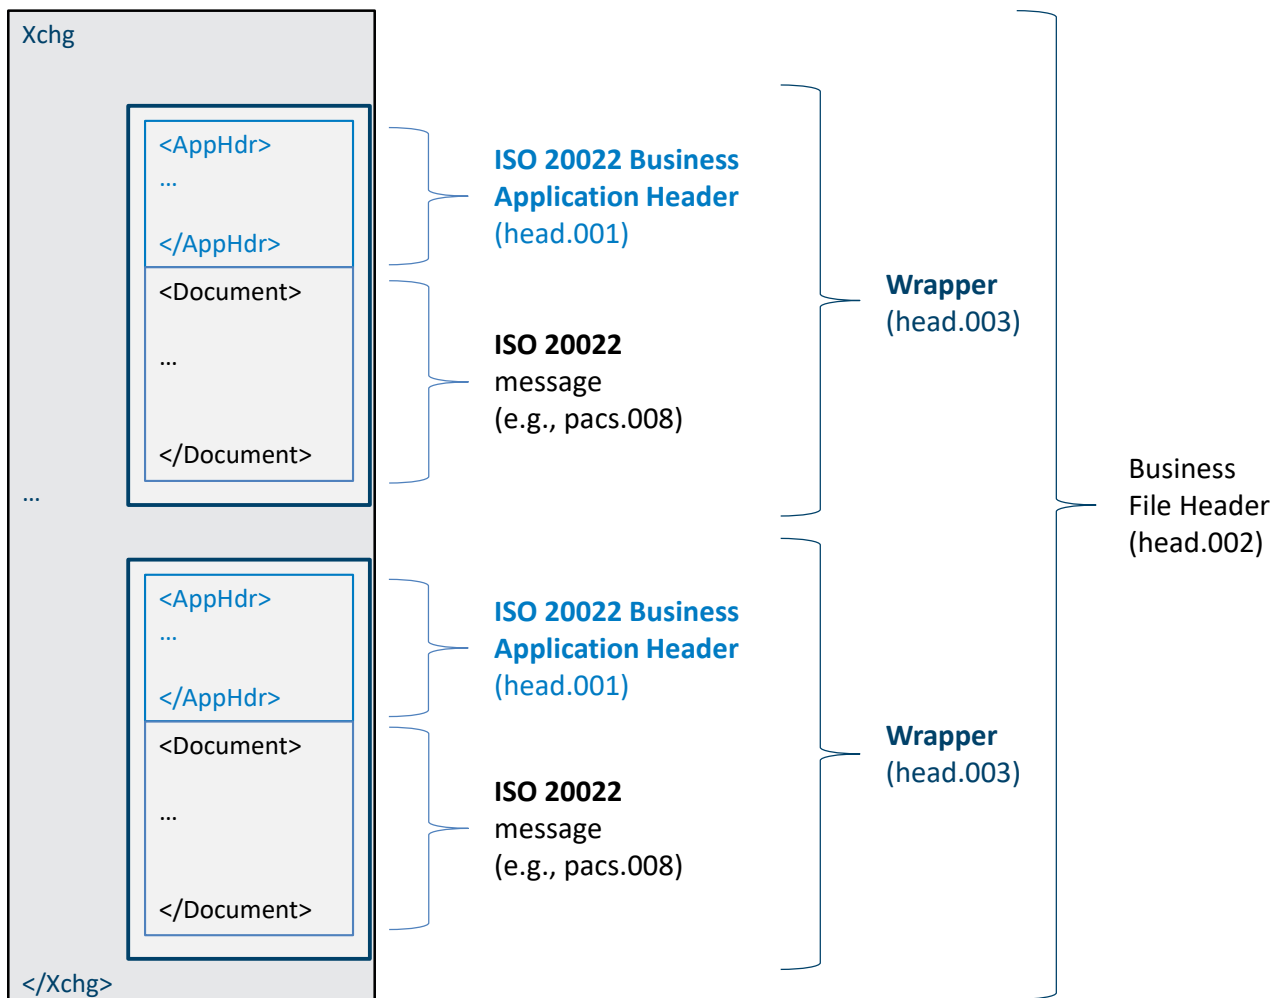 Xchg
<AppHdr>
...
</AppHdr>
<Document>
...
</Document>
ISO 20022 Business
Application Header
(head.001)
ISO 20022
message
(e.g., pacs.008)
Wrapper
(head.003)
...
<AppHdr>
...
</AppHdr>
<Document>
...
</Document>
ISO 20022 Business
Application Header
(head.001)
ISO 20022
message
(e.g., pacs.008)
Wrapper
(head.003)
Business
File Header
(head.002)
</Xchg>